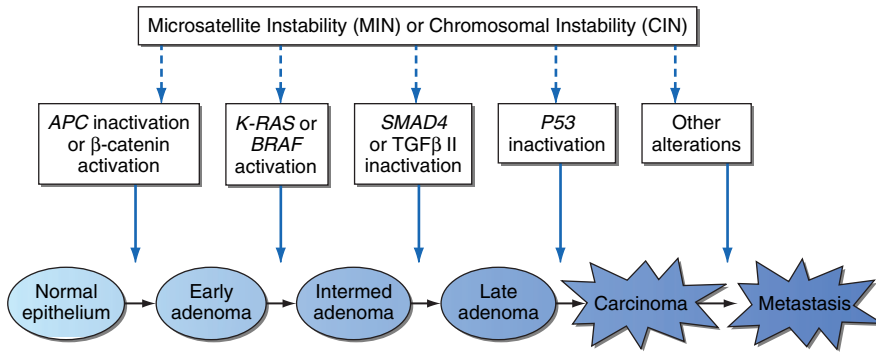 Microsatellite Instability (MIN) or Chromosomal Instability (CIN)
APC inactivation
or β-catenin
activation
K-RAS or
BRAF
activation
SMAD4
or TGFβ II
inactivation
P53
inactivation
Other
alterations
Normal
epithelium
Early
adenoma
Intermed
adenoma
Late
adenoma
Carcinoma
Metastasis